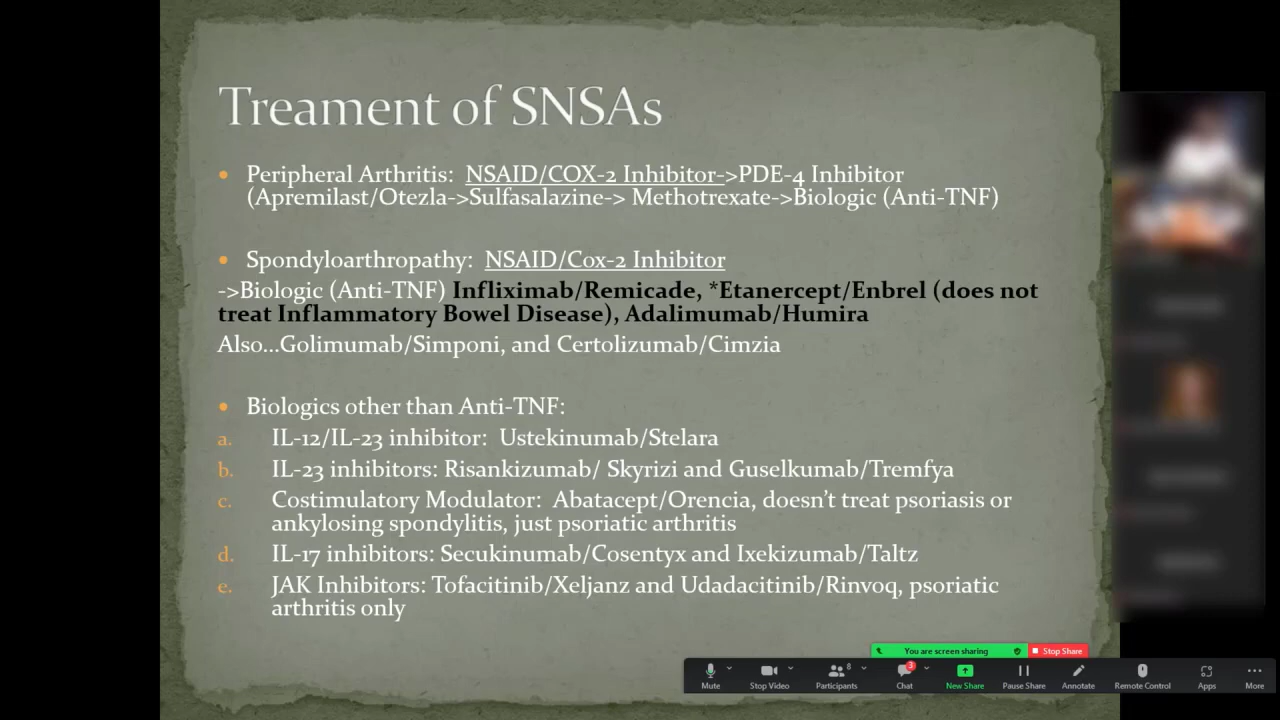 Treament of SNSAs
• Peripheral Arthritis: NSAID/COX-2 Inhibitor->PDE-4 Inhibitor
(Apremilast/Otezla->Sulfasalazine-> Methotrexate->Biologic (Anti-TNF)
• Spondyloarthropathy: NSAID/Cox-2 Inhibitor
->Biologic (Anti-TNF) Infliximab/Remicade, *Etanercept/Enbrel (does not
treat Inflammatory Bowel Disease), Adalimumab/Humira
Also...Golimumab/Simponi, and Certolizumab/Cimzia
• Biologics other than Anti-TNF:
a. IL-12/IL-23 inhibitor: Ustekinumab/Stelara
b. IL-23 inhibitors: Risankizumab/ Skyrizi and Guselkumab/Tremfya
c. Costimulatory Modulator: Abatacept/Orencia, doesn't treat psoriasis or
ankylosing spondylitis, just psoriatic arthritis
d. IL-17 inhibitors: Secukinumab/Cosentyx and Ixekizumab/Taltz
e. JAK Inhibitors: Tofacitinib/Xeljanz and Udadacitinib/Rinvoq, psoriatic
arthritis only
You are screen sharing Stop Share
8 3
Mute Stop Video Participants Chat New Share Pause Share Annotate Remote Control Apps More